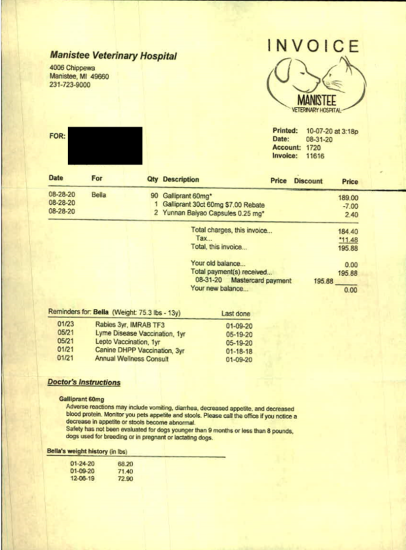 Manistee Veterinary Hospital
4006 Chippewa
Manistee, MI 49660
231-723-9000
INVOICE
MANISTEE
VETERINARY HOSPITAL
FOR:
Printed: 10-07-20 at 3:18p
Date: 08-31-20
Account: 1720
Invoice: 11616
Date For Qty Description Price Discount Price
08-28-20 Bella 90 Galliprant 60mg* 189.00
08-28-20 1 Galliprant 30ct 60mg $7.00 Rebate -7.00
08-28-20 2 Yunnan Baiyao Capsules 0.25 mg* 2.40
Total charges, this invoice... 184.40
Tax... *11.48
Total, this invoice... 195.88
Your old balance... 0.00
Total payment(s) received... 195.88
08-31-20 Mastercard payment 195.88
Your new balance... 0.00
Reminders for: Bella (Weight: 75.3 lbs - 13y) Last done
01/23 Rabies 3yr, IMRAB TF3 01-09-20
05/21 Lyme Disease Vaccination, 1yr 05-19-20
05/21 Lepto Vaccination, 1yr 05-19-20
01/21 Canine DHPP Vaccination, 3yr 01-18-18
01/21 Annual Wellness Consult 01-09-20
Doctor's Instructions
Galliprant 60mg
Adverse reactions may include vomiting, diarrhea, decreased appetite, and decreased
blood protein. Monitor you pets appetite and stools. Please call the office if you notice a
decrease in appetite or stools become abnormal.
Safety has not been evaluated for dogs younger than 9 months or less than 8 pounds,
dogs used for breeding or in pregnant or lactating dogs.
Bella's weight history (in lbs)
01-24-20 68.20
01-09-20 71.40
12-08-19 72.90